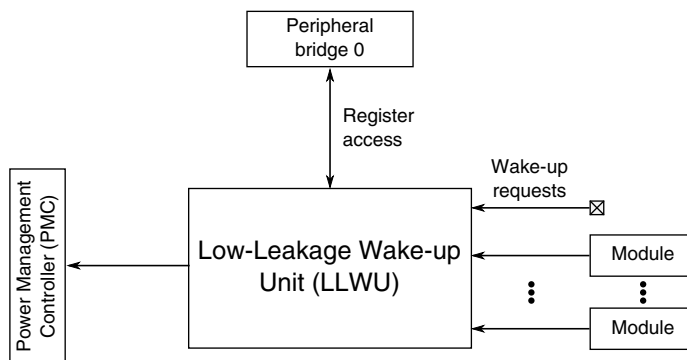 Peripheral
bridge 0
Register
access
Wake-up
requests
Power Management
Controller (PMC)
Low-Leakage Wake-up
Unit (LLWU)
Module
Module